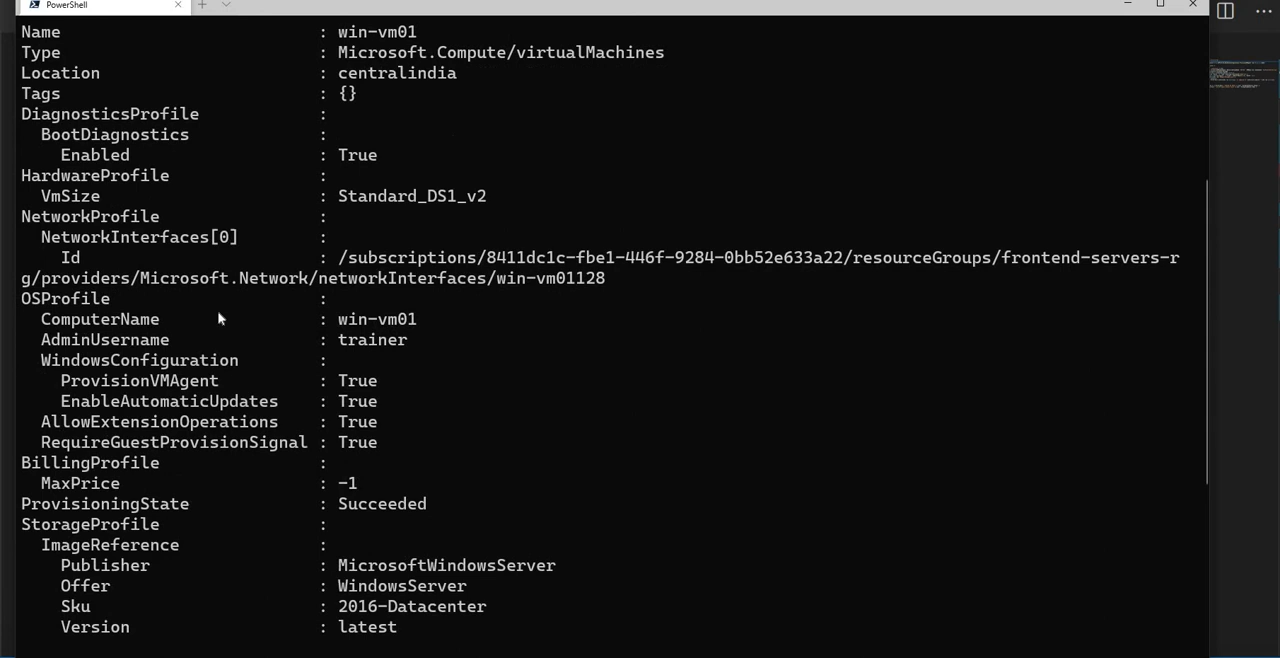 PowerShell
Name : win-vm01
Type : Microsoft.Compute/virtualMachines
Location : centralindia
Tags : {}
DiagnosticsProfile :
BootDiagnostics :
Enabled : True
HardwareProfile :
VmSize : Standard_DS1_v2
NetworkProfile :
NetworkInterfaces[0] :
Id : /subscriptions/8411dc1c-fbe1-446f-9284-0bb52e633a22/resourceGroups/frontend-servers-r
g/providers/Microsoft.Network/networkInterfaces/win-vm01128
OSProfile :
ComputerName : win-vm01
AdminUsername : trainer
WindowsConfiguration :
ProvisionVMAgent : True
EnableAutomaticUpdates : True
AllowExtensionOperations : True
RequireGuestProvisionSignal : True
BillingProfile :
MaxPrice : -1
ProvisioningState : Succeeded
StorageProfile :
ImageReference :
Publisher : MicrosoftWindowsServer
Offer : WindowsServer
Sku : 2016-Datacenter
Version : latest